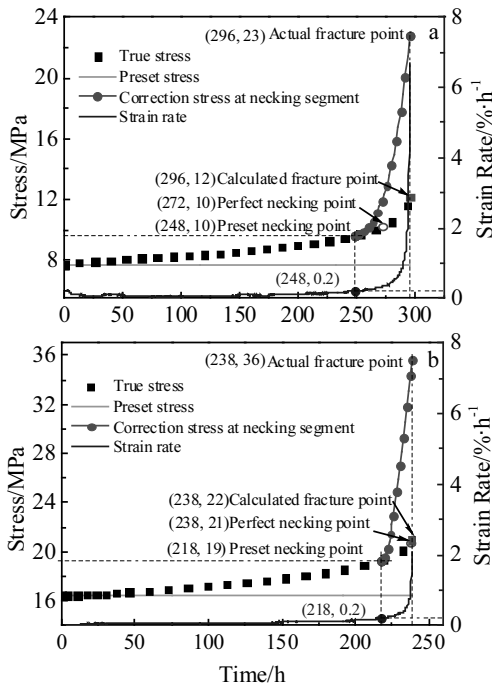 a
(296, 23) Actual fracture point
True stress
Preset stress
Correction stress at necking segment
Strain rate
(296, 12) Calculated fracture point
(272, 10) Perfect necking point
(248, 10) Preset necking point
(248, 0.2)
Stress/MPa
24
20
16
12
8
Strain Rate/%·h-1
8
6
4
2
0
0 50 100 150 200 250 300
b
(238, 36) Actual fracture point
True stress
Preset stress
Correction stress at necking segment
Strain rate
(238, 22) Calculated fracture point
(238, 21) Perfect necking point
(218, 19) Preset necking point
(218, 0.2)
Stress/MPa
36
32
28
24
20
16
Strain Rate/%·h-1
8
6
4
2
0
0 50 100 150 200 250
Time/h